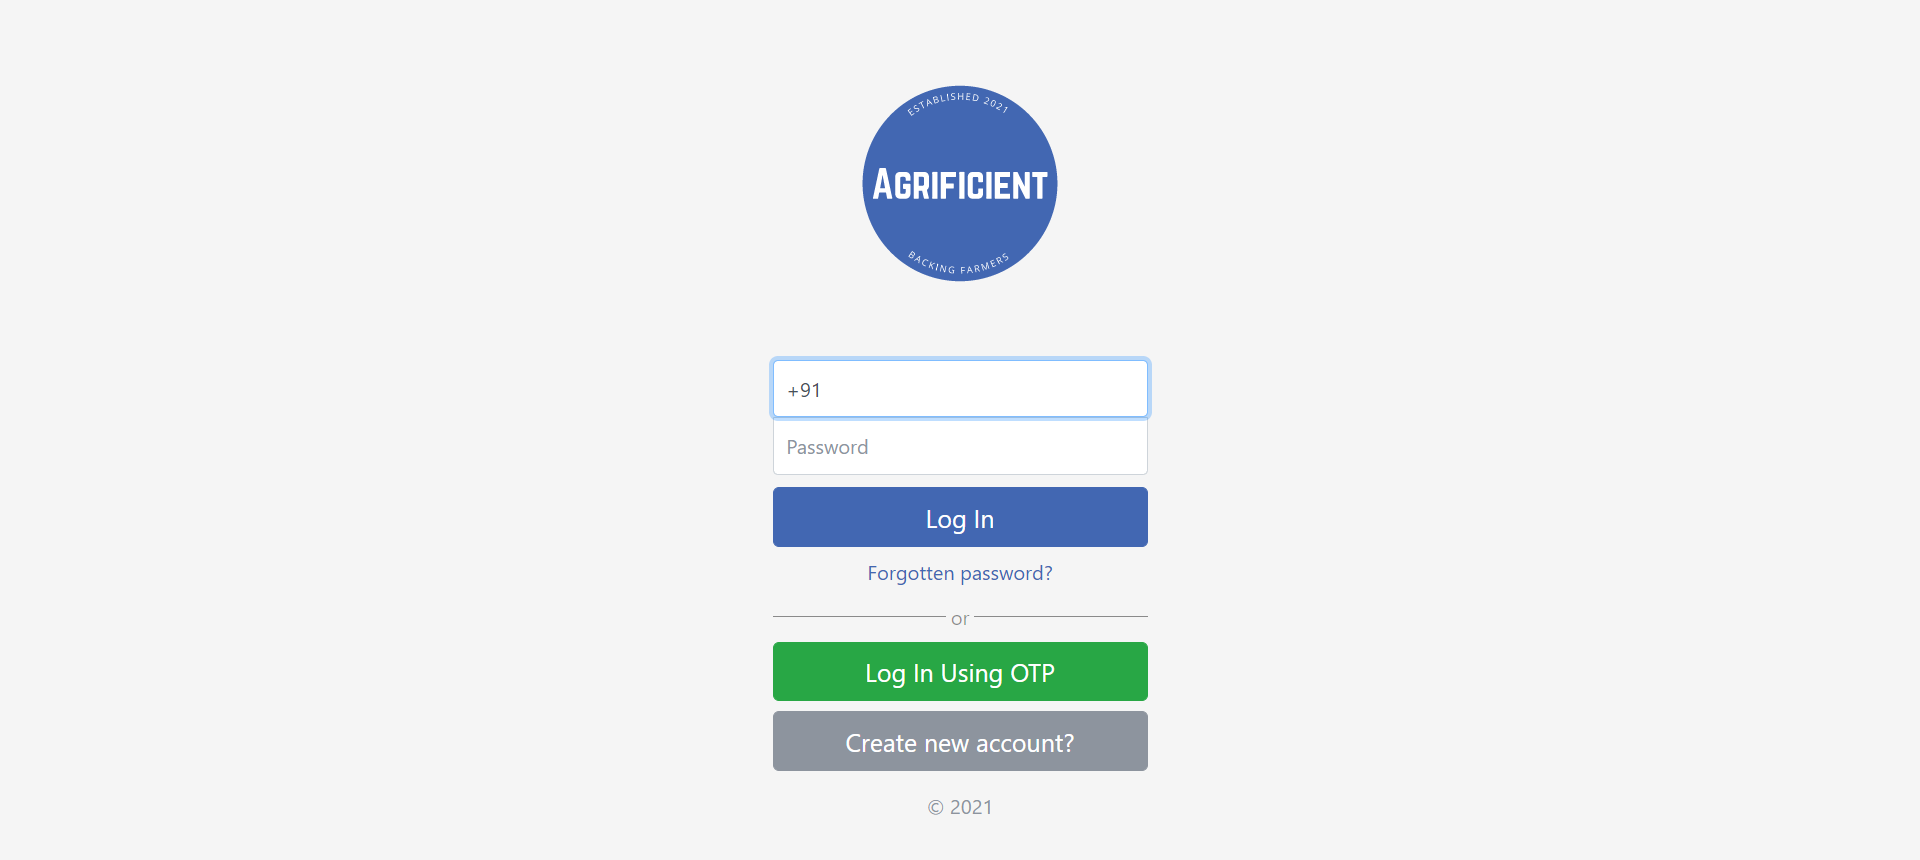 ESTABLISHED 2021
AGRIFICIENT
BACKING FARMERS
+91
Password
Log In
Forgotten password?
or
Log In Using OTP
Create new account?
© 2021